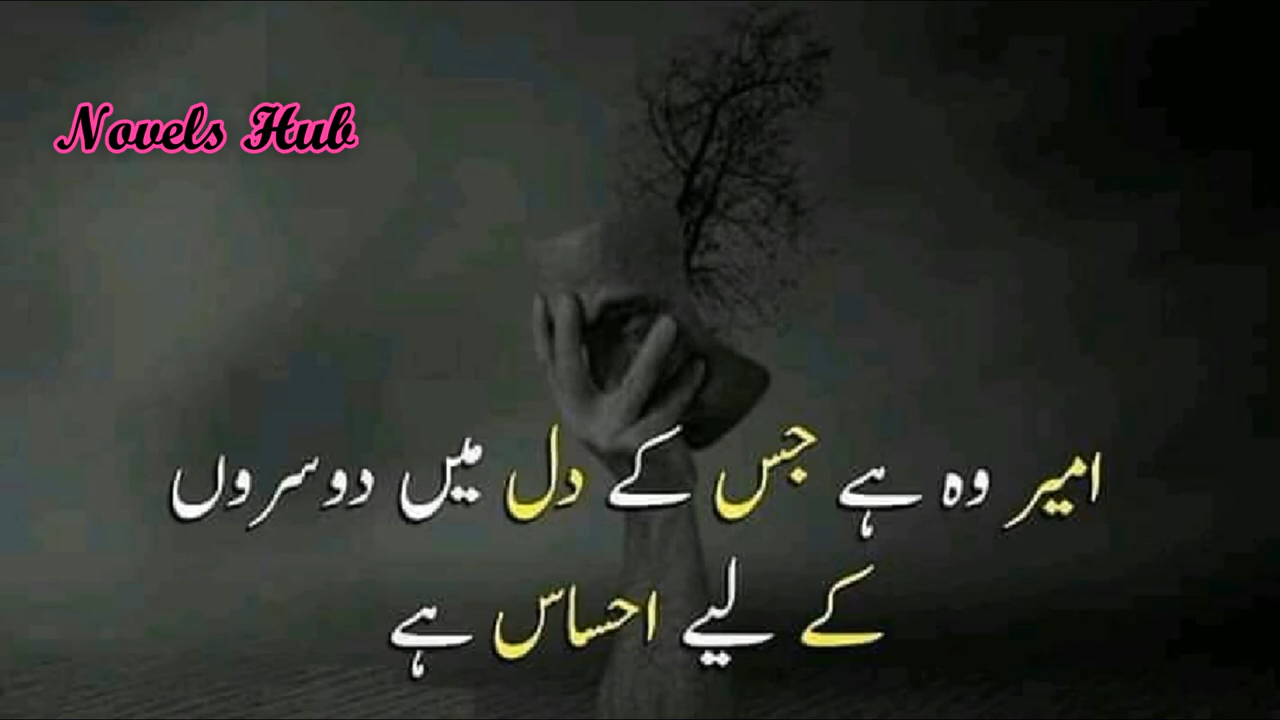 Novels Hub
امیر وہ ہے جس کے دل میں دوسروں
کے لیے احساس ہے